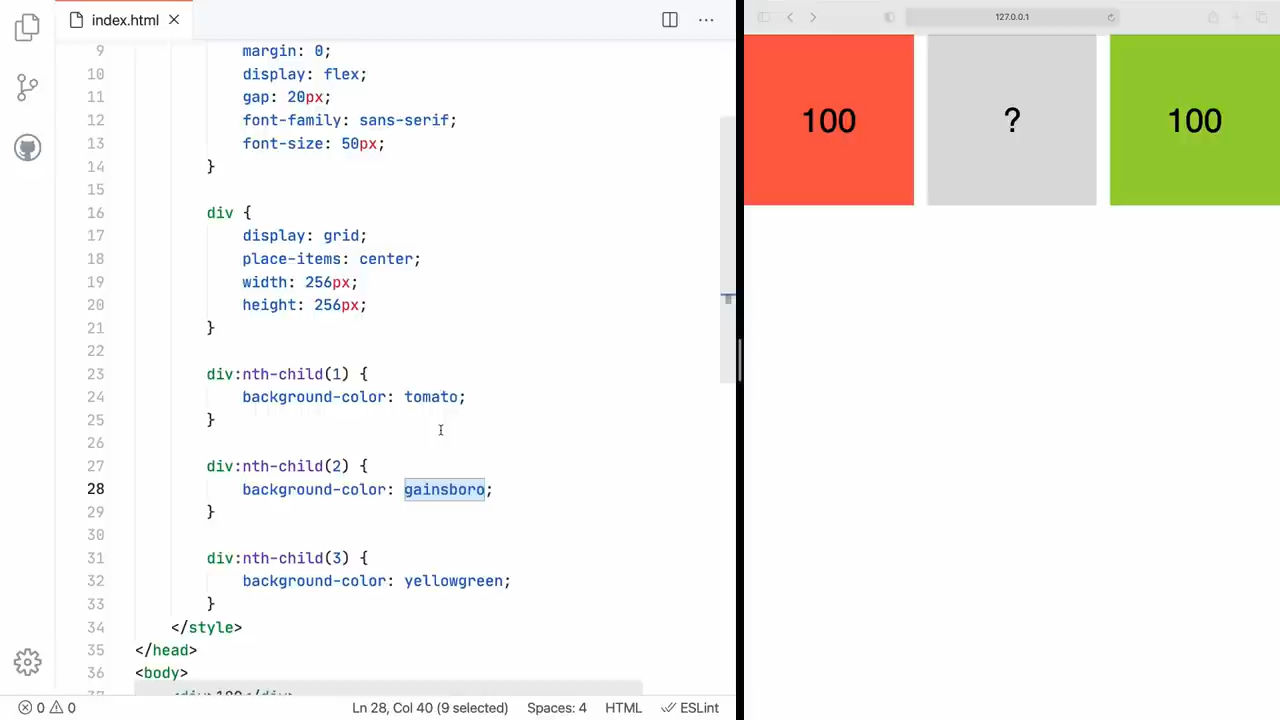 index.html
9 margin: 0;
10 display: flex;
11 gap: 20px;
12 font-family: sans-serif;
13 font-size: 50px;
14 }
15
16 div {
17 display: grid;
18 place-items: center;
19 width: 256px;
20 height: 256px;
21 }
22
23 div:nth-child(1) {
24 background-color: tomato;
25 }
26
27 div:nth-child(2) {
28 background-color: gainsboro;
29 }
30
31 div:nth-child(3) {
32 background-color: yellowgreen;
33 }
34 </style>
35 </head>
36 <body>
37 <div>100</div>
0 0 Ln 28, Col 40 (9 selected) Spaces: 4 HTML ESLint
127.0.0.1
100 ? 100